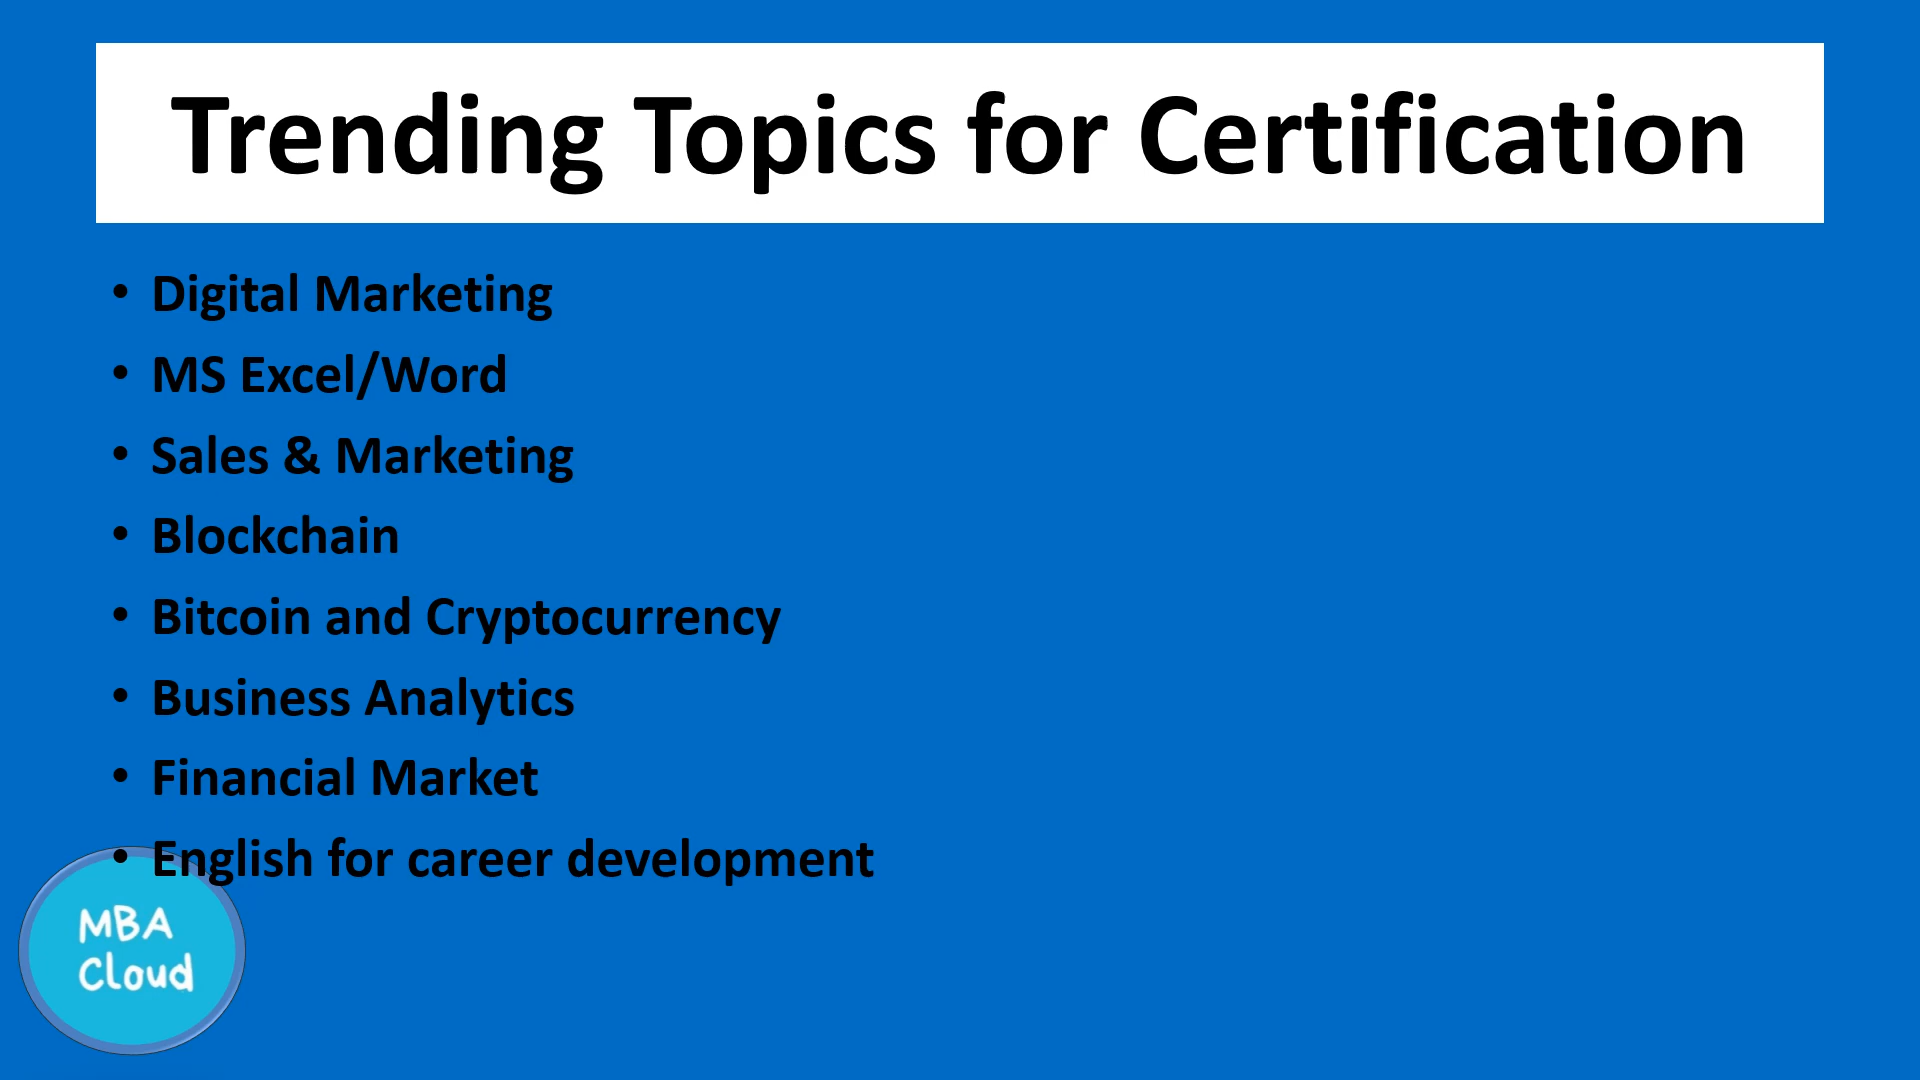 Trending Topics for Certification
• Digital Marketing
• MS Excel/Word
• Sales & Marketing
• Blockchain
• Bitcoin and Cryptocurrency
• Business Analytics
• Financial Market
• English for career development
MBA
Cloud